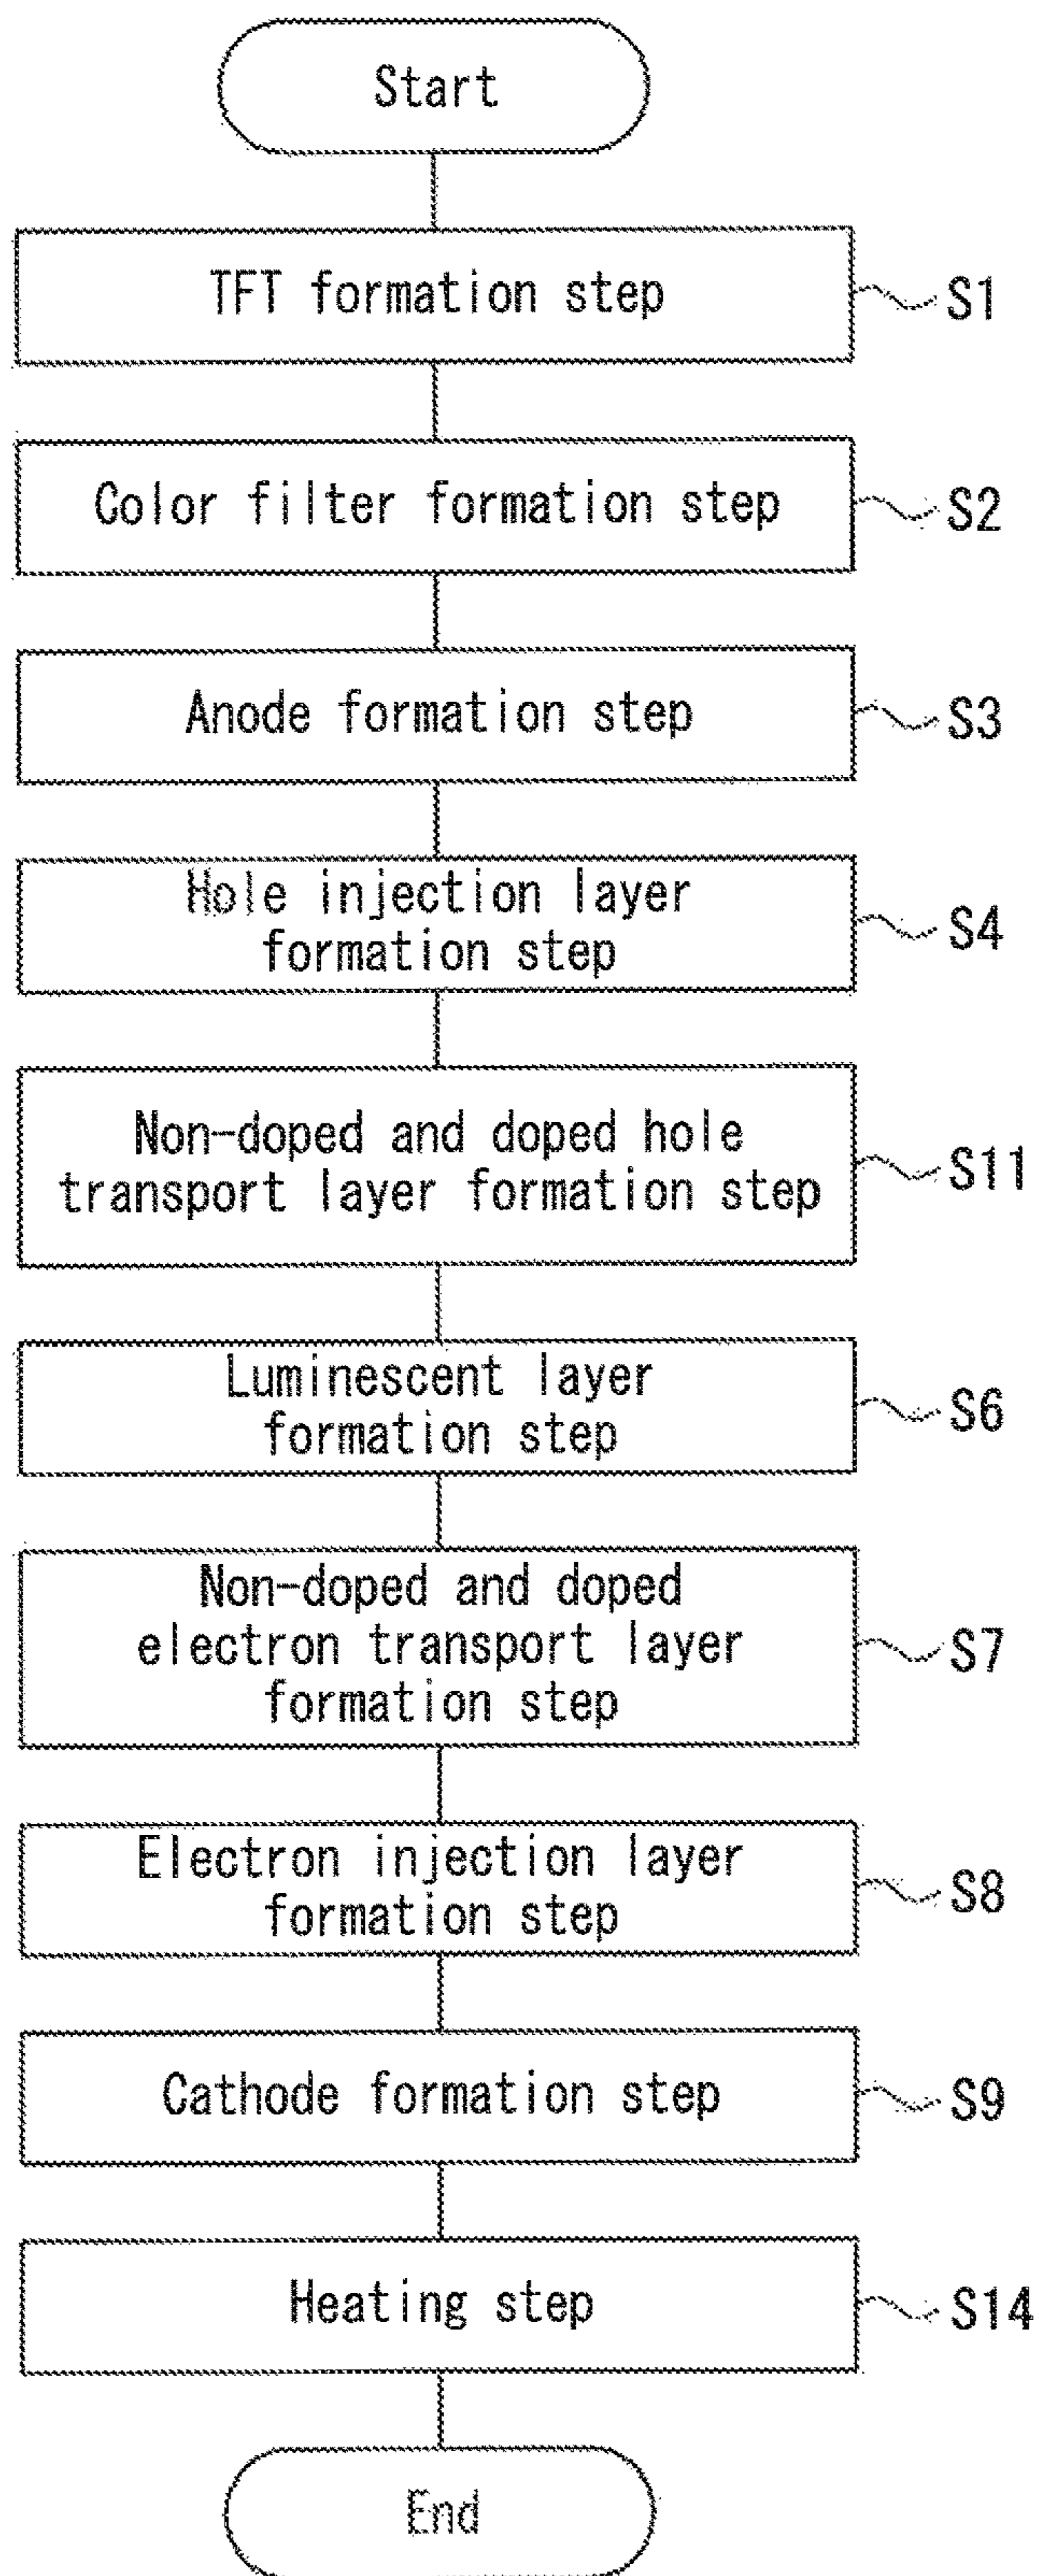 Start
TFT formation step
S1
Color filter formation step
S2
Anode formation step
S3
Hole injection layer
formation step
S4
Non-doped and doped hole
transport layer formation step
S11
Luminescent layer
formation step
S6
Non-doped and doped
electron transport layer
formation step
S7
Electron injection layer
formation step
S8
Cathode formation step
S9
Heating step
S14
End